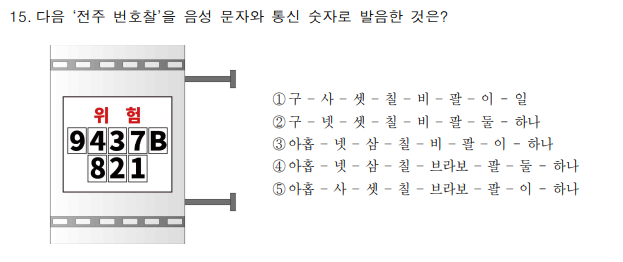 15. 다음 ‘전주 번호찰’을 음성 문자와 통신 숫자로 발음한 것은?
위 험
9437B
821
① 구 - 사 - 셋 - 칠 - 비 - 팔 - 이 - 일
② 구 - 넷 - 셋 - 칠 - 비 - 팔 - 둘 - 하나
③ 아홉 - 넷 - 삼 - 칠 - 비 - 팔 - 이 - 하나
④ 아홉 - 넷 - 삼 - 칠 - 브라보 - 팔 - 둘 - 하나
⑤ 아홉 - 사 - 셋 - 칠 - 브라보 - 팔 - 이 - 하나